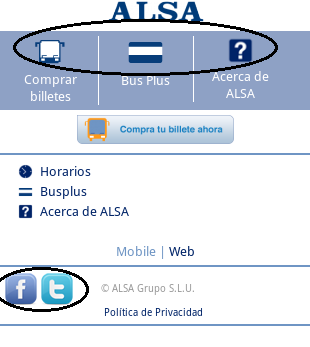 ALSA
Comprar
billetes
Bus Plus
Acerca de
ALSA
Compra tu billete ahora
Horarios
Busplus
Acerca de ALSA
Mobile | Web
© ALSA Grupo S.L.U.
Política de Privacidad